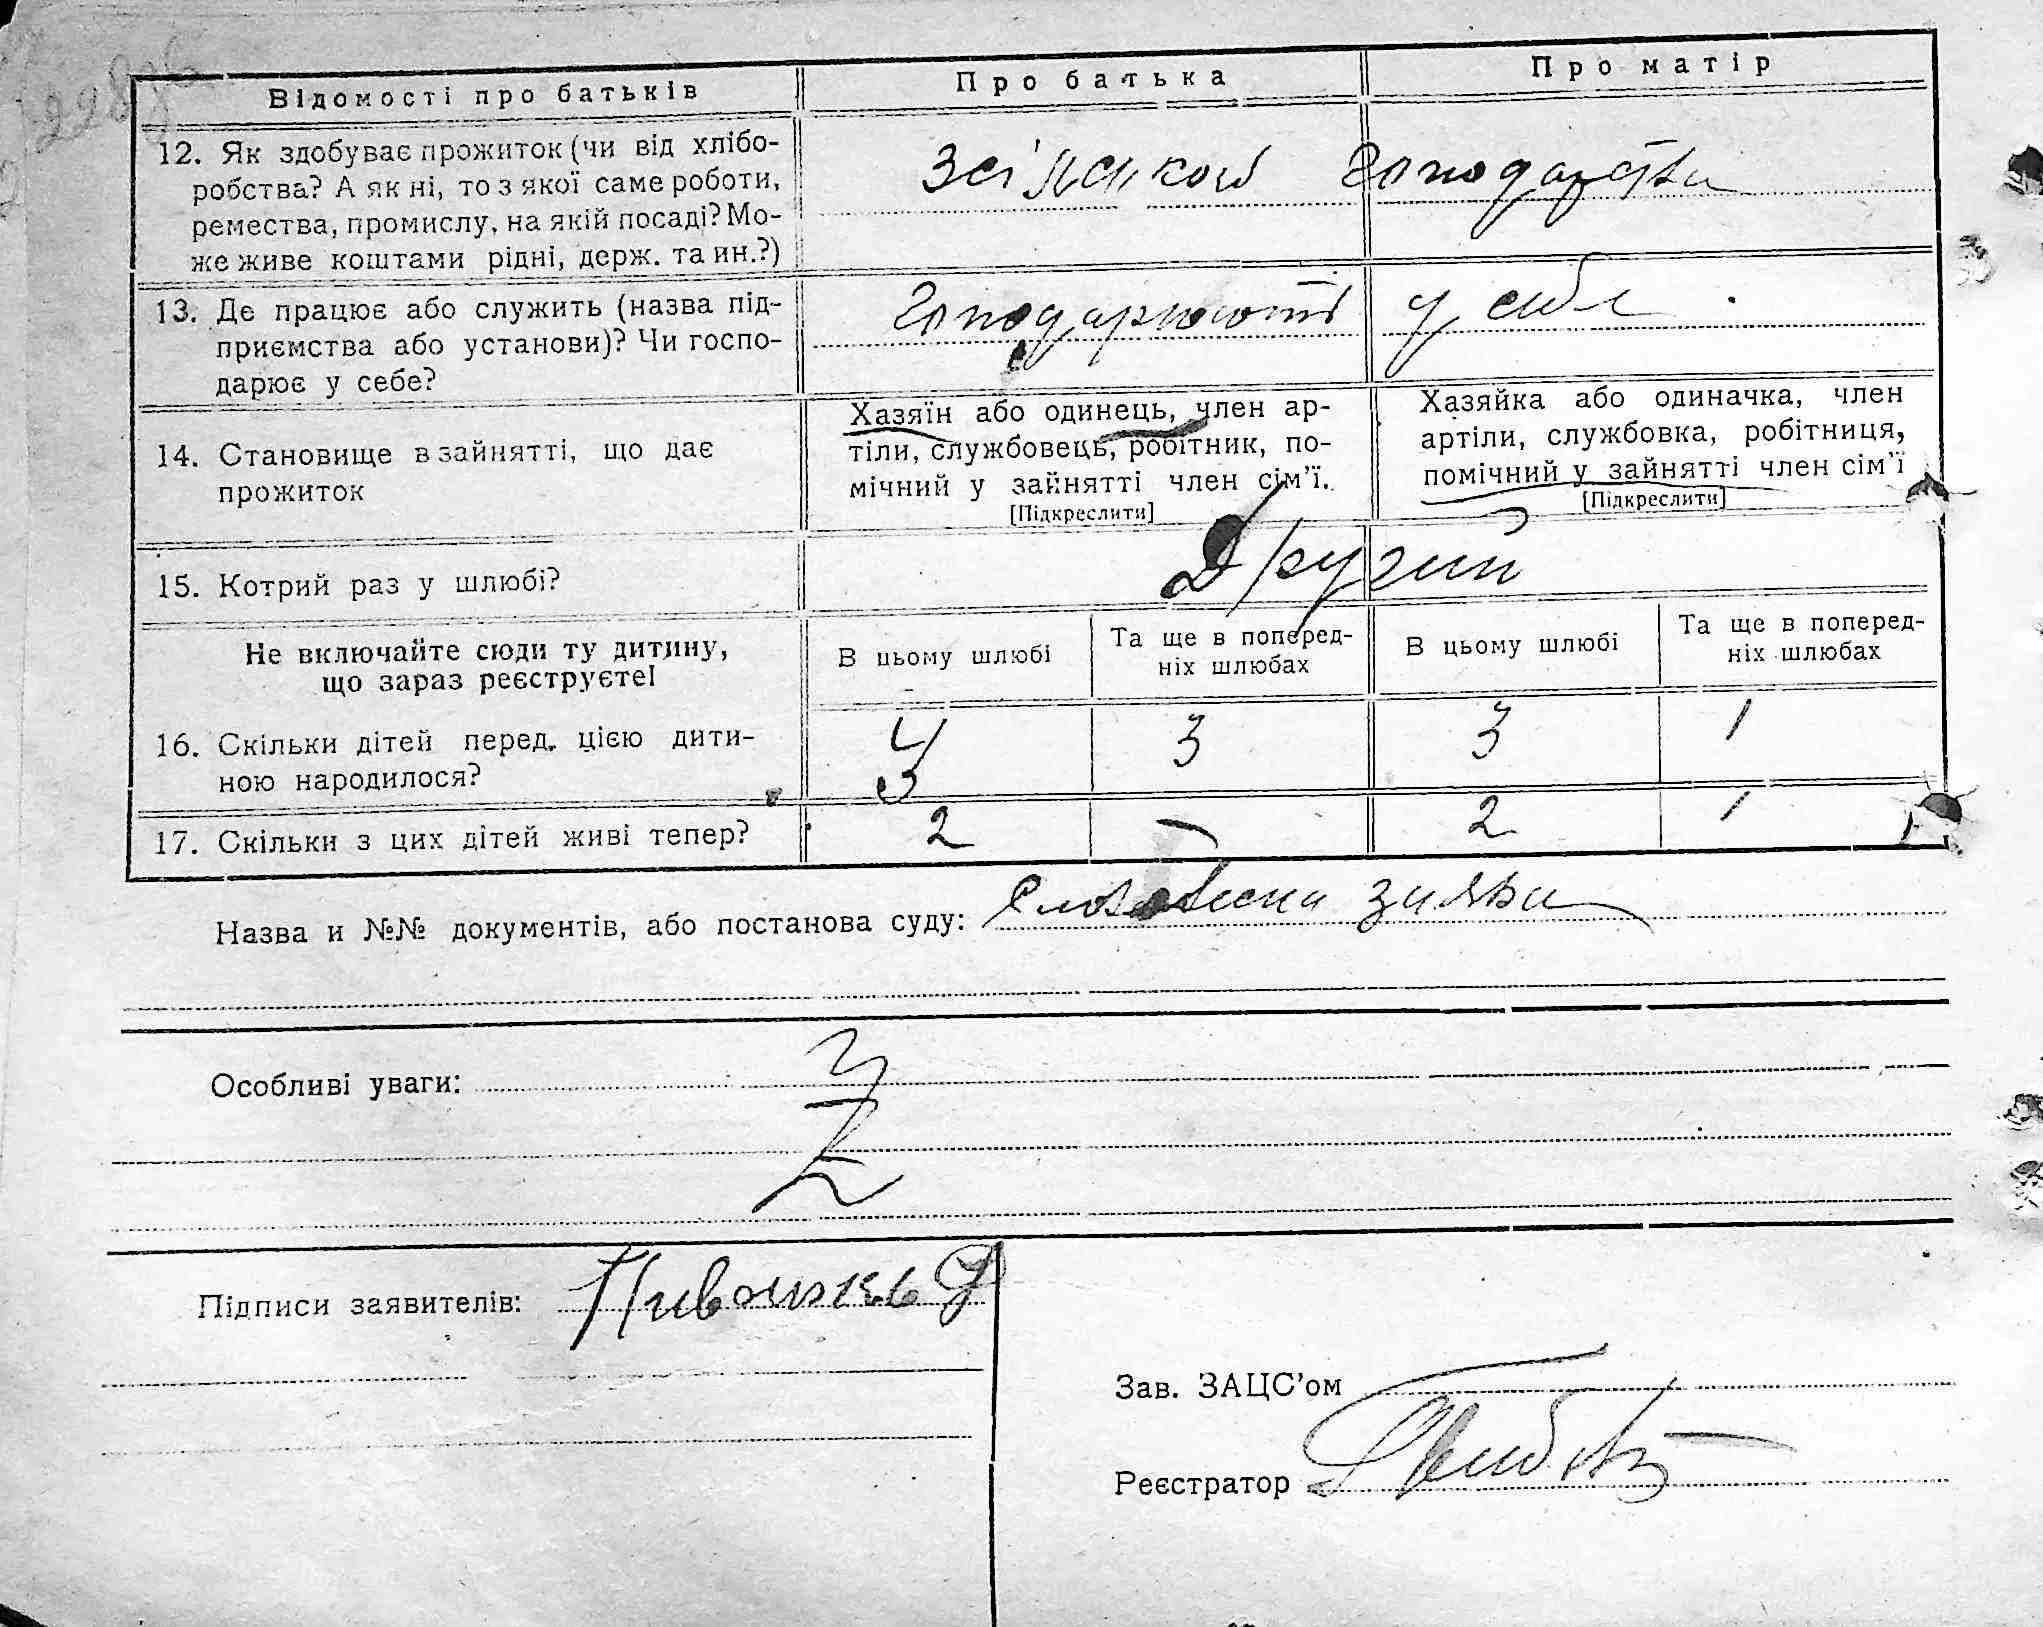 Відомості про батьків
Про батька
Про матір
12. Як здобуває прожиток (чи від хлібо-
робства? А як ні, то з якої саме роботи,
ремества, промислу, на якій посаді? Мо-
же живе коштами рідні, держ. та ин.?)
господарства
13. Де працює або служить (назва під-
приємства або установи)? Чи госпо-
дарює у себе?
господарюють у себе
14. Становище в зайнятті, що дає
прожиток
Хазяїн або одинець, член ар-
тіли, службовець, робітник, по-
мічний у зайнятті член сім'ї.
[Підкреслити]
Хазяйка або одиначка, член
артіли, службовка, робітниця,
помічний у зайнятті член сім'ї
[Підкреслити]
15. Котрий раз у шлюбі?
Другий
Не включайте сюди ту дитину,
що зараз реєструєте!
В цьому шлюбі
Та ще в поперед-
ніх шлюбах
В цьому шлюбі
Та ще в поперед-
ніх шлюбах
16. Скільки дітей перед цією дити-
ною народилося?
3
3
3
1
17. Скільки з цих дітей живі тепер?
2
–
2
1
Назва и №№ документів, або постанова суду: Словесна заява
Особливі уваги:
Підписи заявителів:
Зав. ЗАЦС'ом
Реєстратор